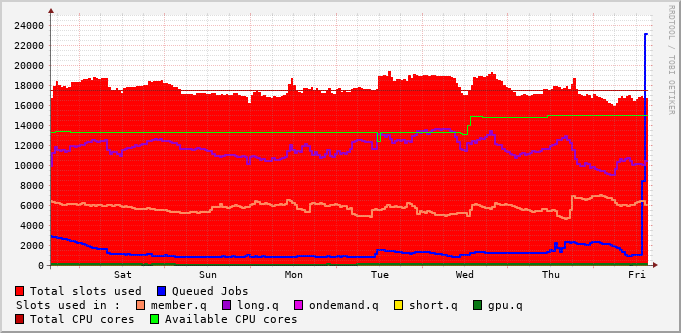 24000
22000
20000
18000
16000
14000
12000
10000
8000
6000
4000
2000
0
Sat Sun Mon Tue Wed Thu Fri
RRDTOOL / TOBI OETIKER
Total slots used Queued Jobs
Slots used in : member.q long.q ondemand.q short.q gpu.q
Total CPU cores Available CPU cores